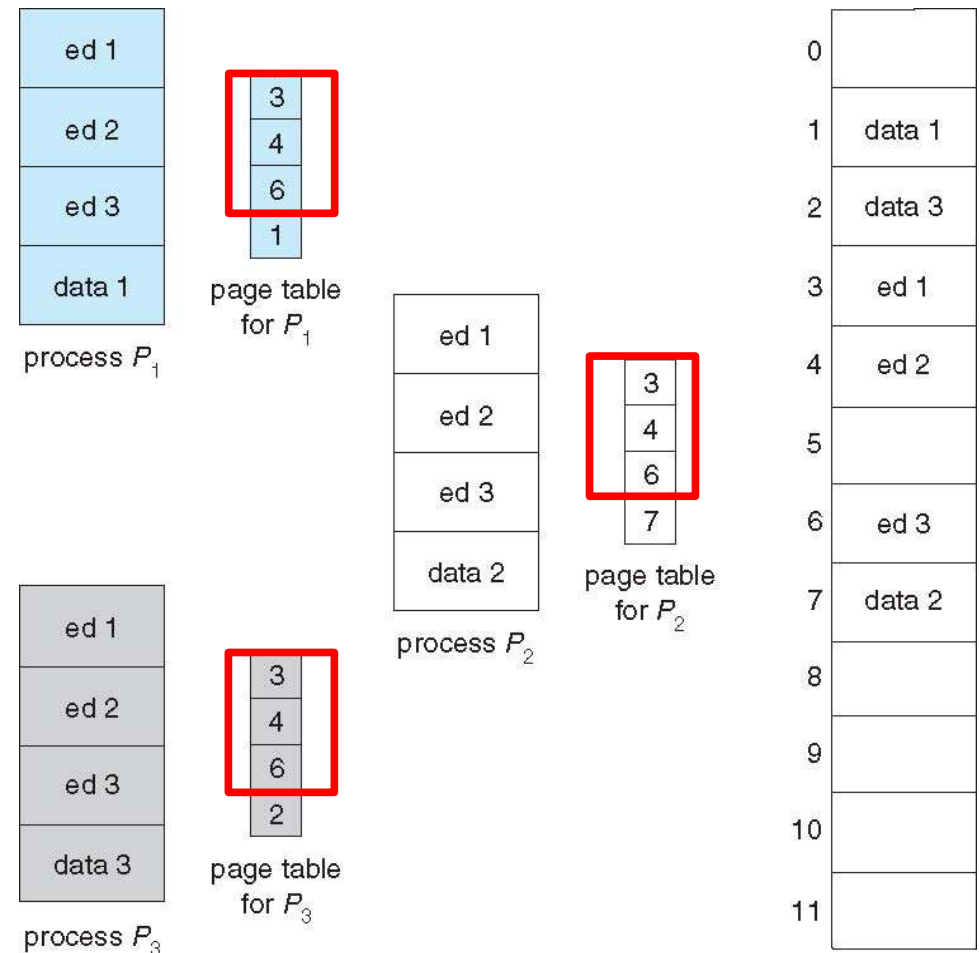 ed 1
ed 2
ed 3
data 1
process P₁
3
4
6
1
page table
for P₁
ed 1
ed 2
ed 3
data 2
process P₂
3
4
6
7
page table
for P₂
ed 1
ed 2
ed 3
data 3
process P₃
3
4
6
2
page table
for P₃
0
1 data 1
2 data 3
3 ed 1
4 ed 2
5
6 ed 3
7 data 2
8
9
10
11